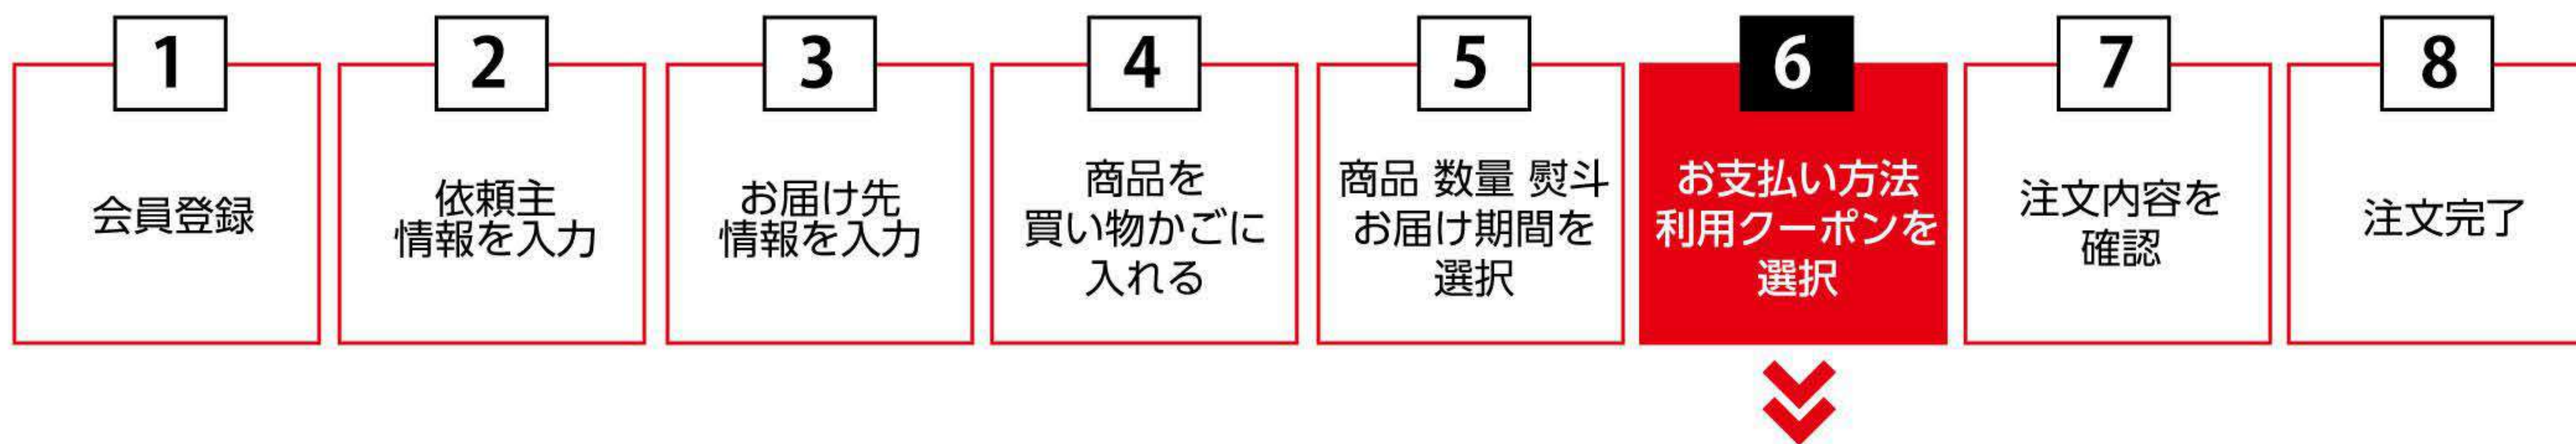 1
会員登録
2
依頼主
情報を入力
3
お届け先
情報を入力
4
商品を
買い物かごに
入れる
5
商品 数量 熨斗
お届け期間を
選択
6
お支払い方法
利用クーポンを
選択
7
注文内容を
確認
8
注文完了